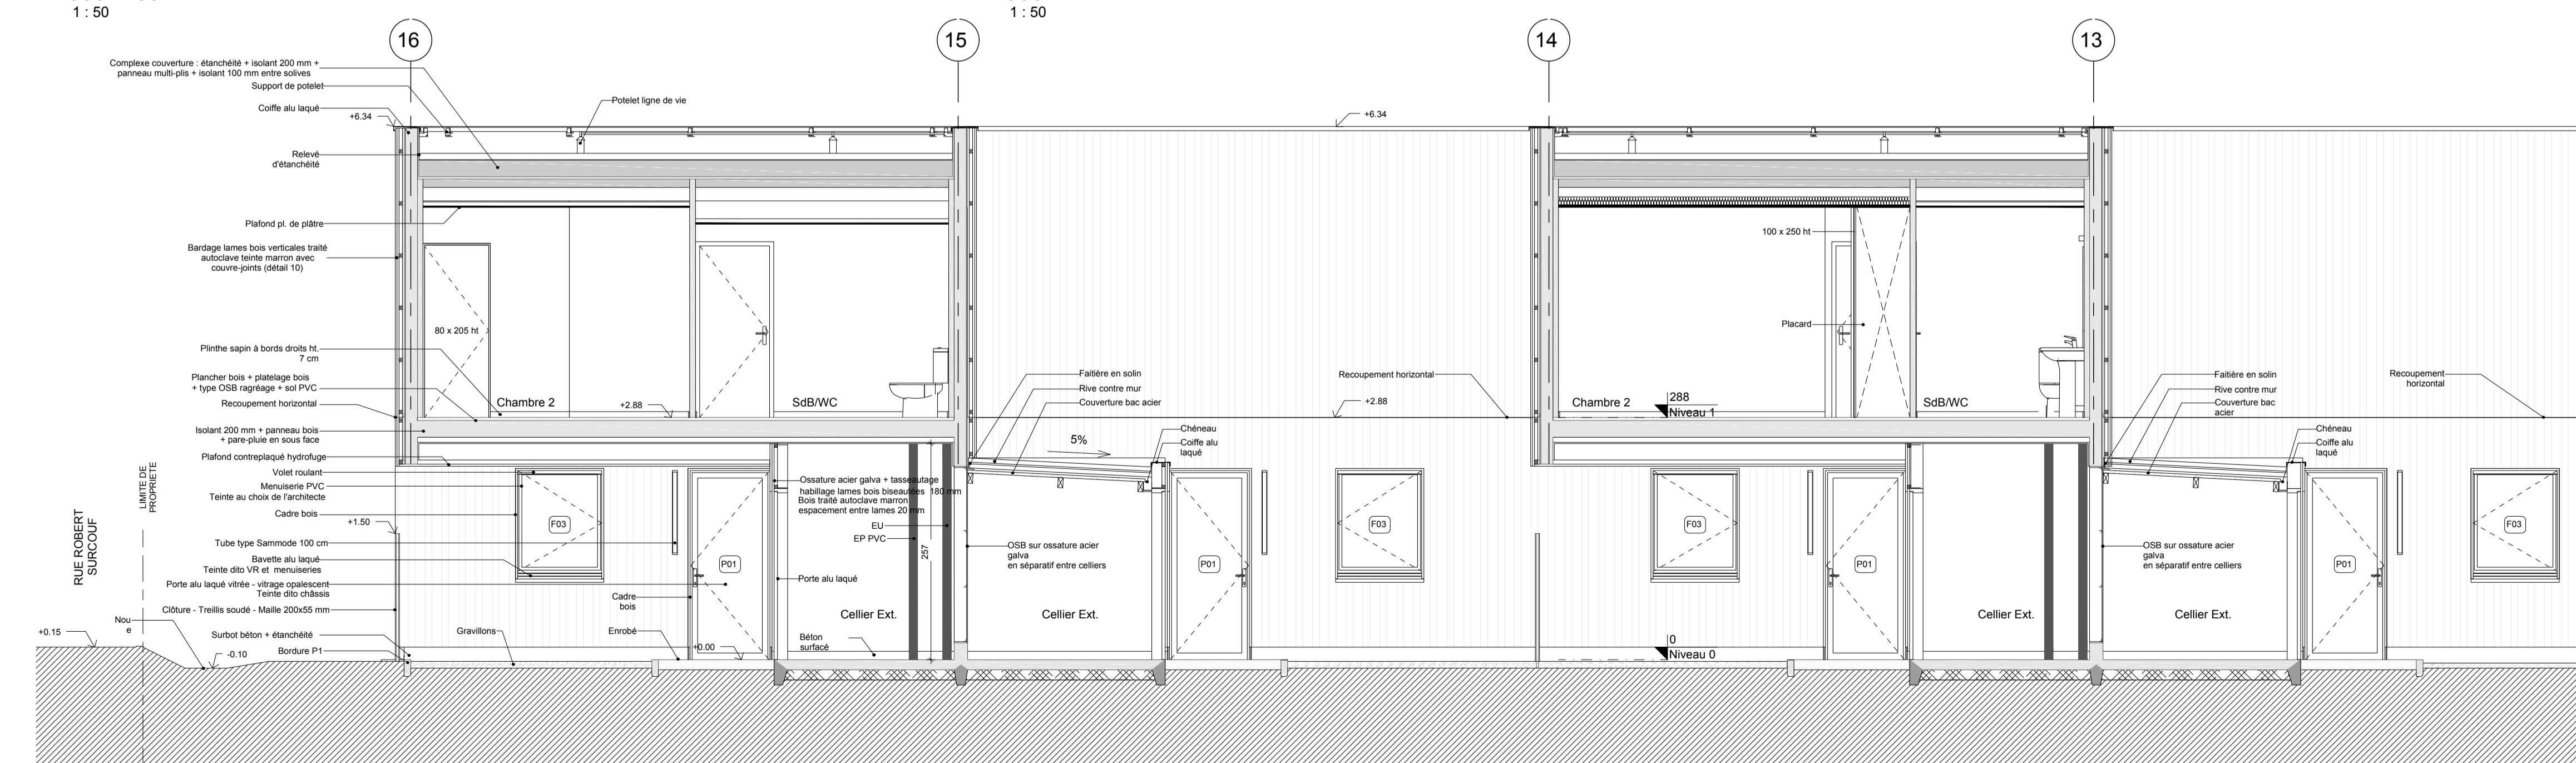 1 : 50
1 : 50
16
15
14
13
Complexe couverture : étanchéité + isolant 200 mm +
panneau multi-plis + isolant 100 mm entre solives
Support de potelet
Coiffe alu laqué
+6.34
Potelet ligne de vie
+6.34
Relevé
d'étanchéité
Plafond pl. de plâtre
Bardage lames bois verticales traité
autoclave teinte marron avec
couvre-joints (détail 10)
100 x 250 ht
80 x 205 ht
Placard
Plinthe sapin à bords droits ht.
7 cm
Plancher bois + platelage bois
+ type OSB ragréage + sol PVC
Recoupement horizontal
Chambre 2
+2.88
SdB/WC
Faitière en solin
Rive contre mur
Couverture bac acier
Recoupement horizontal
+2.88
Chambre 2
288
Niveau 1
SdB/WC
Faitière en solin
Rive contre mur
Couverture bac
acier
Recoupement
horizontal
Isolant 200 mm + panneau bois
+ pare-pluie en sous face
Plafond contreplaqué hydrofuge
Volet roulant
Menuiserie PVC
Teinte au choix de l'architecte
Cadre bois
+1.50
Tube type Sammode 100 cm
Bavette alu laqué
Teinte dito VR et menuiseries
Porte alu laqué vitrée - vitrage opalescent
Teinte dito châssis
Clôture - Treillis soudé - Maille 200x55 mm
Surbot béton + étanchéité
Bordure P1
LIMITE DE
PROPRIETE
RUE ROBERT
SURCOUF
Nou
e
+0.15
-0.10
Gravillons
Enrobé
+0.00
Cadre
bois
F03
P01
Ossature acier galva + tasseautage
habillage lames bois biseautées 180 mm
Bois traité autoclave marron
espacement entre lames 20 mm
EU
EP PVC
257
Porte alu laqué
Cellier Ext.
Béton
surfacé
5%
Chéneau
Coiffe alu
laqué
OSB sur ossature acier
galva
en séparatif entre celliers
Cellier Ext.
P01
F03
F03
P01
0
Niveau 0
Cellier Ext.
Chéneau
Coiffe alu
laqué
OSB sur ossature acier
galva
en séparatif entre celliers
Cellier Ext.
P01
F03